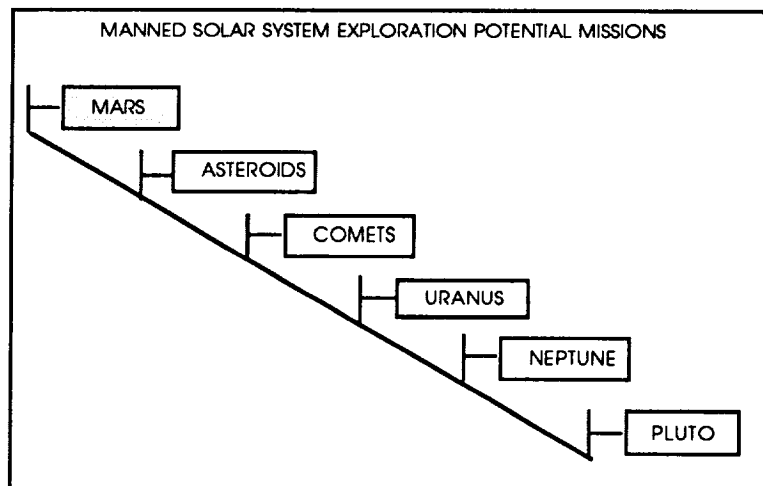 MANNED SOLAR SYSTEM EXPLORATION POTENTIAL MISSIONS
MARS
ASTEROIDS
COMETS
URANUS
NEPTUNE
PLUTO